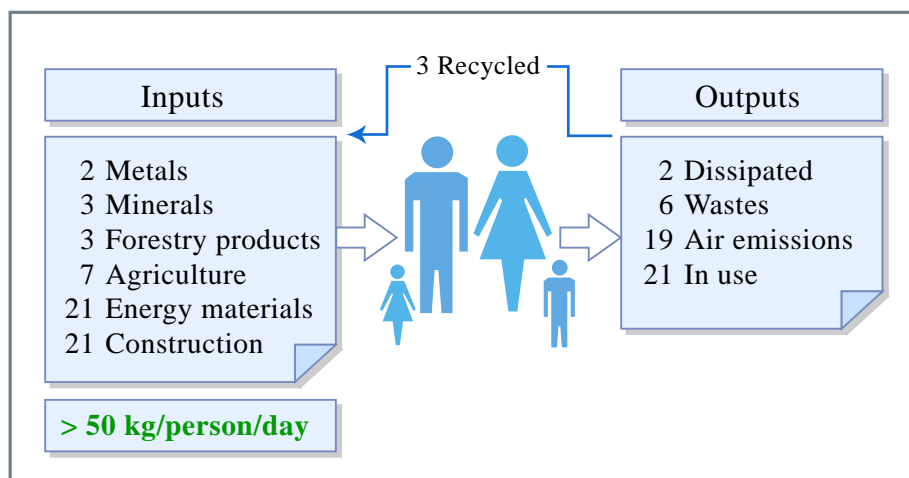 3 Recycled
Inputs
2 Metals
3 Minerals
3 Forestry products
7 Agriculture
21 Energy materials
21 Construction
> 50 kg/person/day
Outputs
2 Dissipated
6 Wastes
19 Air emissions
21 In use